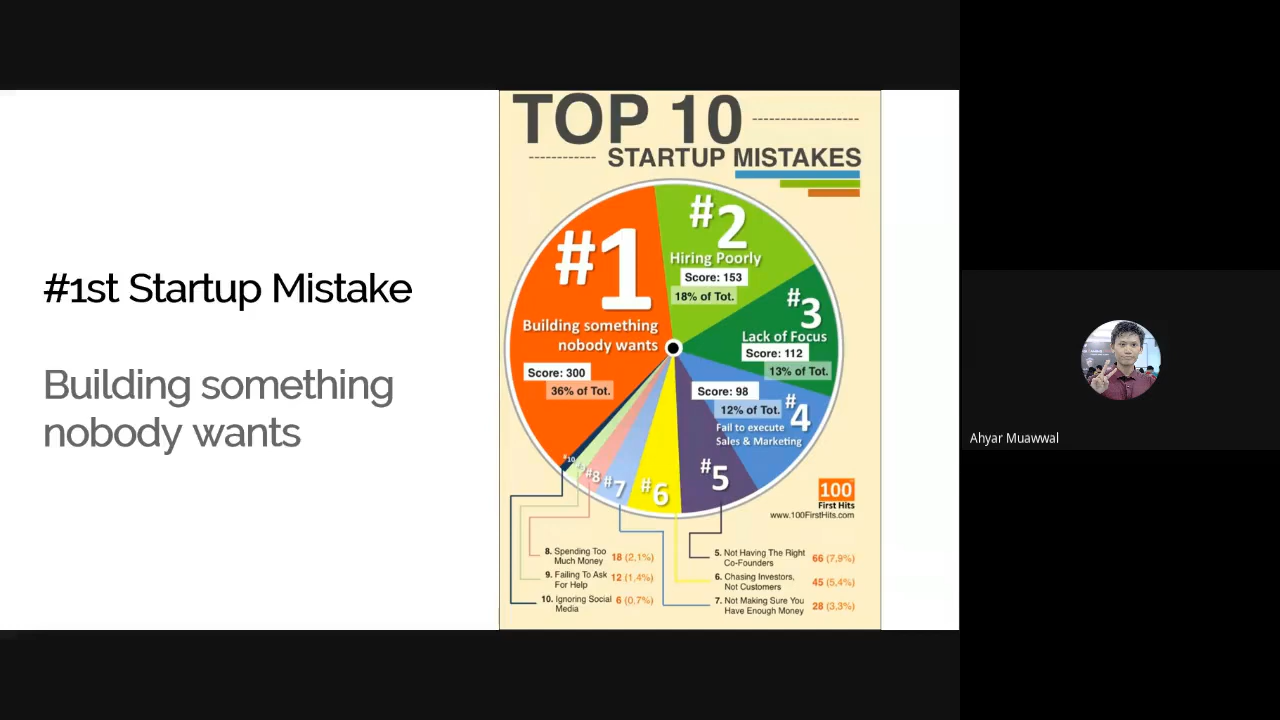 #1st Startup Mistake
Building something
nobody wants
TOP 10
STARTUP MISTAKES
#1
Building something
nobody wants
Score: 300
36% of Tot.
#2
Hiring Poorly
Score: 153
18% of Tot.
#3
Lack of Focus
Score: 112
13% of Tot.
Score: 98
12% of Tot.
#4
Fail to execute
Sales & Marketing
#5
#6
#7
#8
#10
100
First Hits
www.100FirstHits.com
8. Spending Too
Much Money
18 (2,1%)
9. Failing To Ask
For Help
12 (1,4%)
10. Ignoring Social
Media
6 (0,7%)
5. Not Having The Right
Co-Founders
66 (7,9%)
6. Chasing Investors,
Not Customers
45 (5,4%)
7. Not Making Sure You
Have Enough Money
28 (3,3%)
Ahyar Muawwal